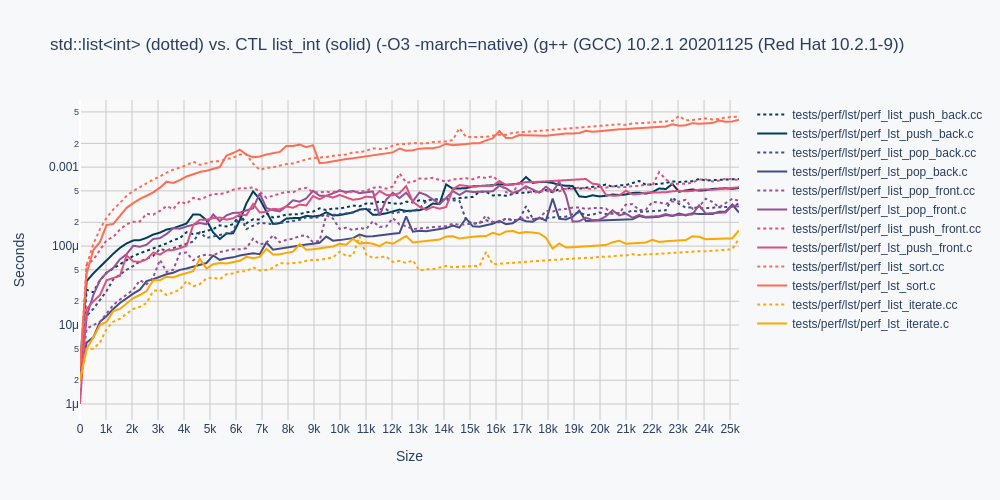 std::list<int> (dotted) vs. CTL list_int (solid) (-O3 -march=native) (g++ (GCC) 10.2.1 20201125 (Red Hat 10.2.1-9))
5
2
0.001
5
2
100μ
5
2
10μ
5
2
1μ
Seconds
0 1k 2k 3k 4k 5k 6k 7k 8k 9k 10k 11k 12k 13k 14k 15k 16k 17k 18k 19k 20k 21k 22k 23k 24k 25k
Size
tests/perf/lst/perf_list_push_back.cc
tests/perf/lst/perf_lst_push_back.c
tests/perf/lst/perf_list_pop_back.cc
tests/perf/lst/perf_lst_pop_back.c
tests/perf/lst/perf_list_pop_front.cc
tests/perf/lst/perf_lst_pop_front.c
tests/perf/lst/perf_list_push_front.cc
tests/perf/lst/perf_lst_push_front.c
tests/perf/lst/perf_list_sort.cc
tests/perf/lst/perf_lst_sort.c
tests/perf/lst/perf_list_iterate.cc
tests/perf/lst/perf_lst_iterate.c